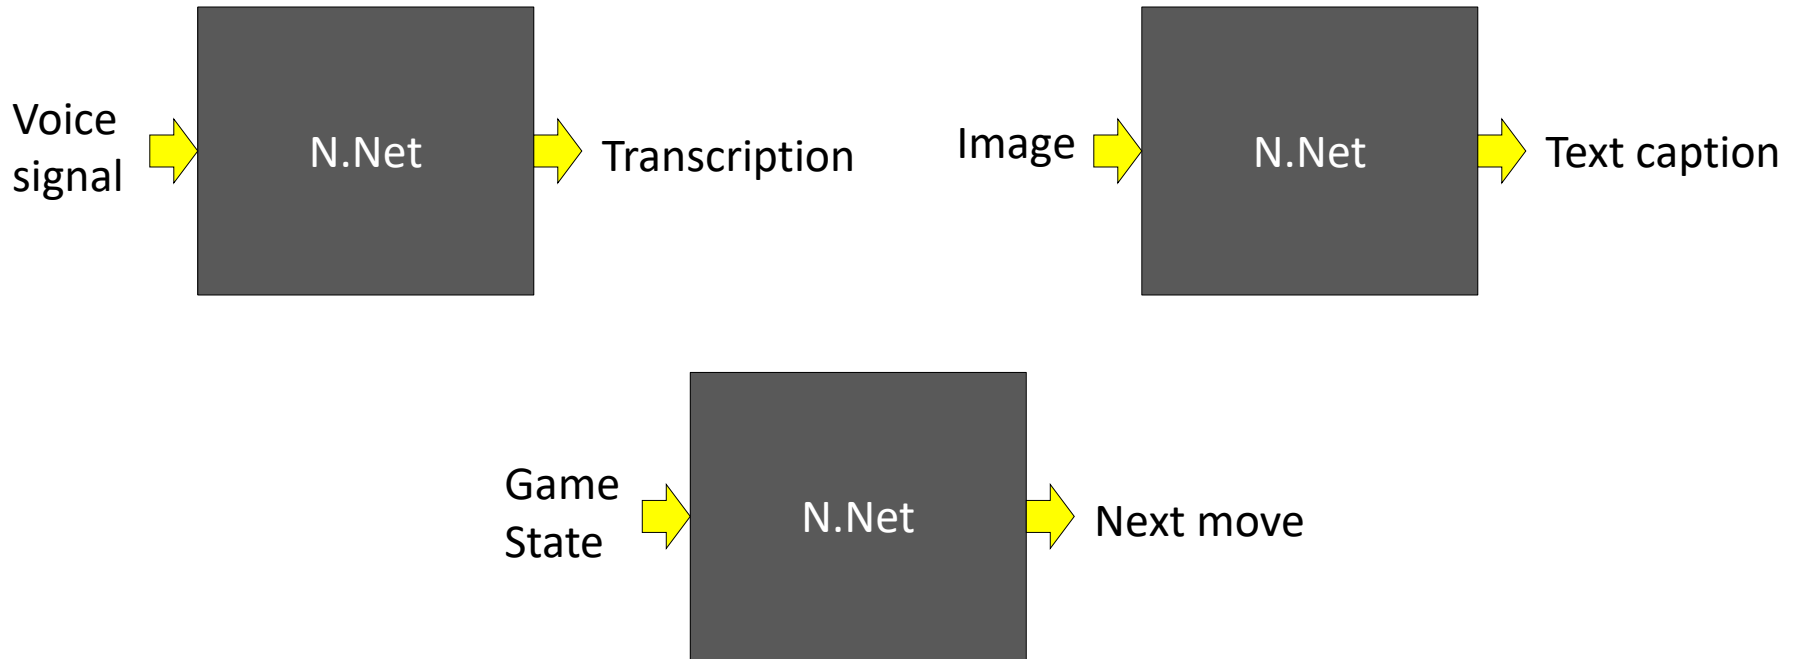 Voice
signal
N.Net
Transcription
Image
N.Net
Text caption
Game
State
N.Net
Next move